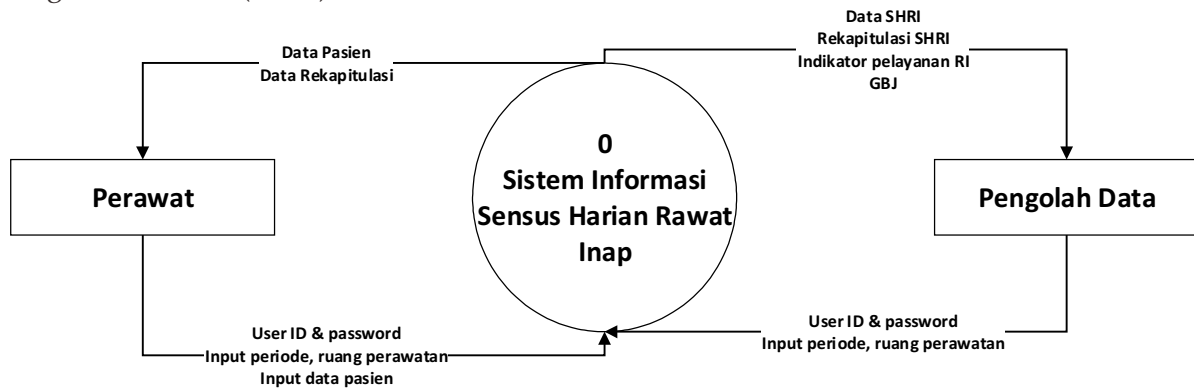 Data Pasien
Data Rekapitulasi
Data SHRI
Rekapitulasi SHRI
Indikator pelayanan RI
GBJ
Perawat
0
Sistem Informasi
Sensus Harian Rawat
Inap
Pengolah Data
User ID & password
Input periode, ruang perawatan
Input data pasien
User ID & password
Input periode, ruang perawatan